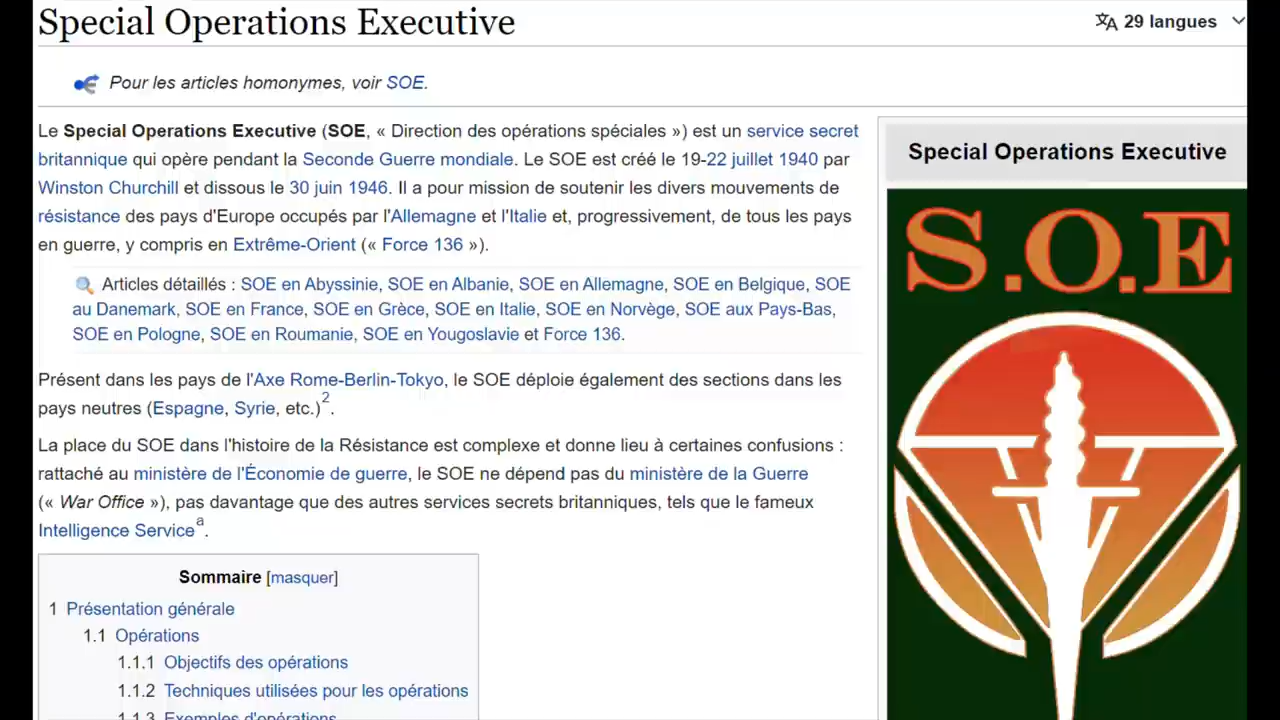 Special Operations Executive
29 langues
Pour les articles homonymes, voir SOE.
Le Special Operations Executive (SOE, « Direction des opérations spéciales ») est un service secret
britannique qui opère pendant la Seconde Guerre mondiale. Le SOE est créé le 19-22 juillet 1940 par
Winston Churchill et dissous le 30 juin 1946. Il a pour mission de soutenir les divers mouvements de
résistance des pays d'Europe occupés par l'Allemagne et l'Italie et, progressivement, de tous les pays
en guerre, y compris en Extrême-Orient (« Force 136 »).
Articles détaillés : SOE en Abyssinie, SOE en Albanie, SOE en Allemagne, SOE en Belgique, SOE
au Danemark, SOE en France, SOE en Grèce, SOE en Italie, SOE en Norvège, SOE aux Pays-Bas,
SOE en Pologne, SOE en Roumanie, SOE en Yougoslavie et Force 136.
Présent dans les pays de l'Axe Rome-Berlin-Tokyo, le SOE déploie également des sections dans les
pays neutres (Espagne, Syrie, etc.)2.
La place du SOE dans l'histoire de la Résistance est complexe et donne lieu à certaines confusions :
rattaché au ministère de l'Économie de guerre, le SOE ne dépend pas du ministère de la Guerre
(« War Office »), pas davantage que des autres services secrets britanniques, tels que le fameux
Intelligence Servicea.
Sommaire [masquer]
1 Présentation générale
1.1 Opérations
1.1.1 Objectifs des opérations
1.1.2 Techniques utilisées pour les opérations
1.1.3 Exemples d'opérations
Special Operations Executive
S.O.E